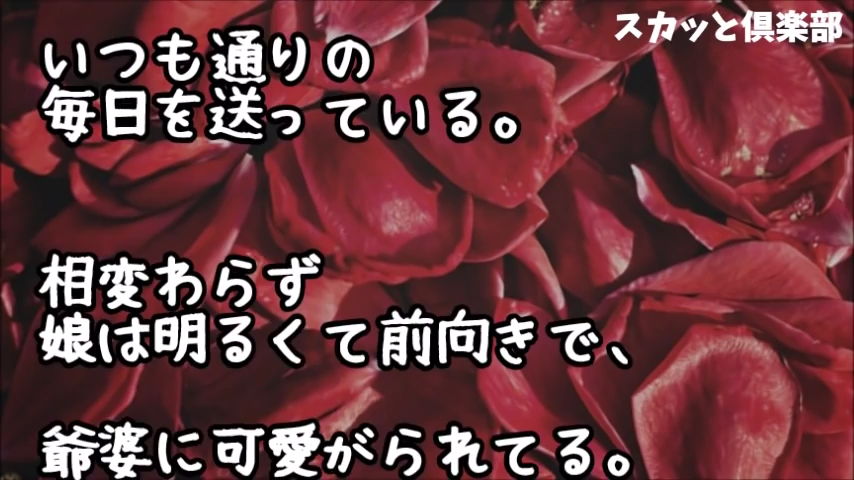 スカッと倶楽部
いつも通りの
毎日を送っている。
相変わらず
娘は明るくて前向きで、
爺婆に可愛がられてる。